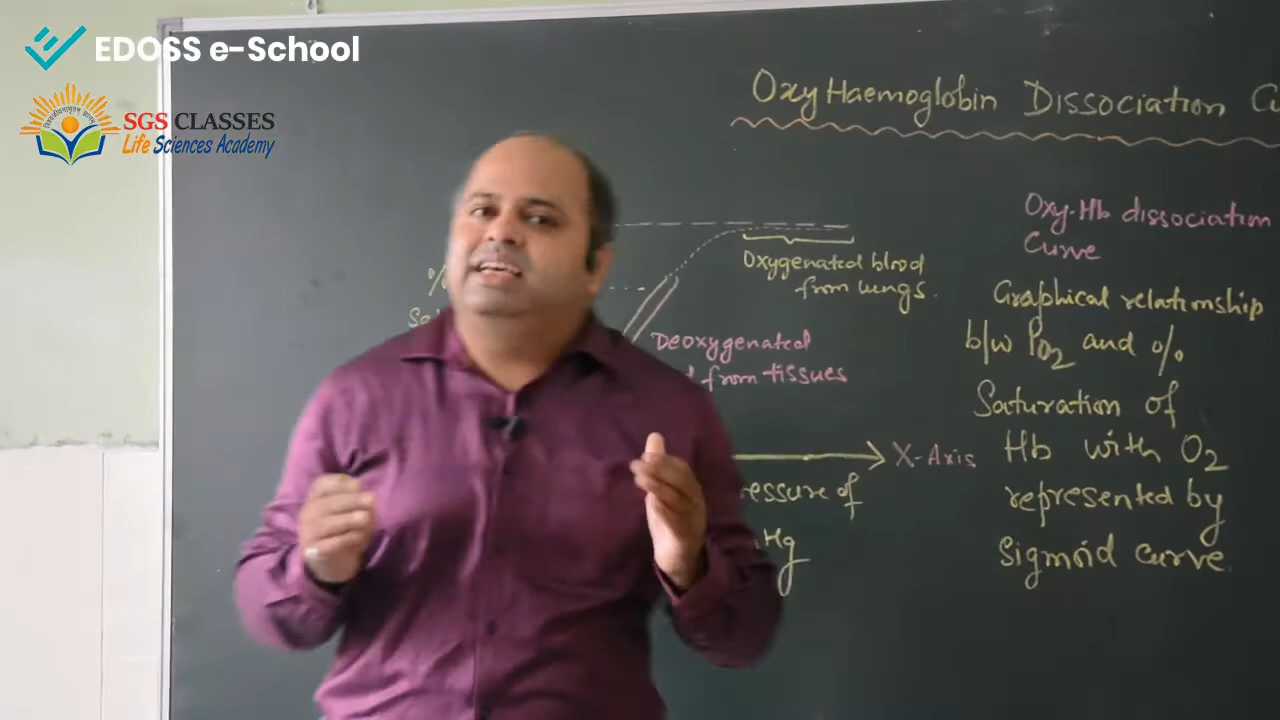 EDOSS e-School
SGS CLASSES
Life Sciences Academy
OxyHaemoglobin Dissociation
Oxy-Hb dissociation
Curve
Graphical relationship
b/w PO2 and %
Saturation of
Hb with O2
represented by
Sigmoid curve.
Oxygenated blood
from lungs.
Deoxygenated
from tissues
X-Axis
of
Hg